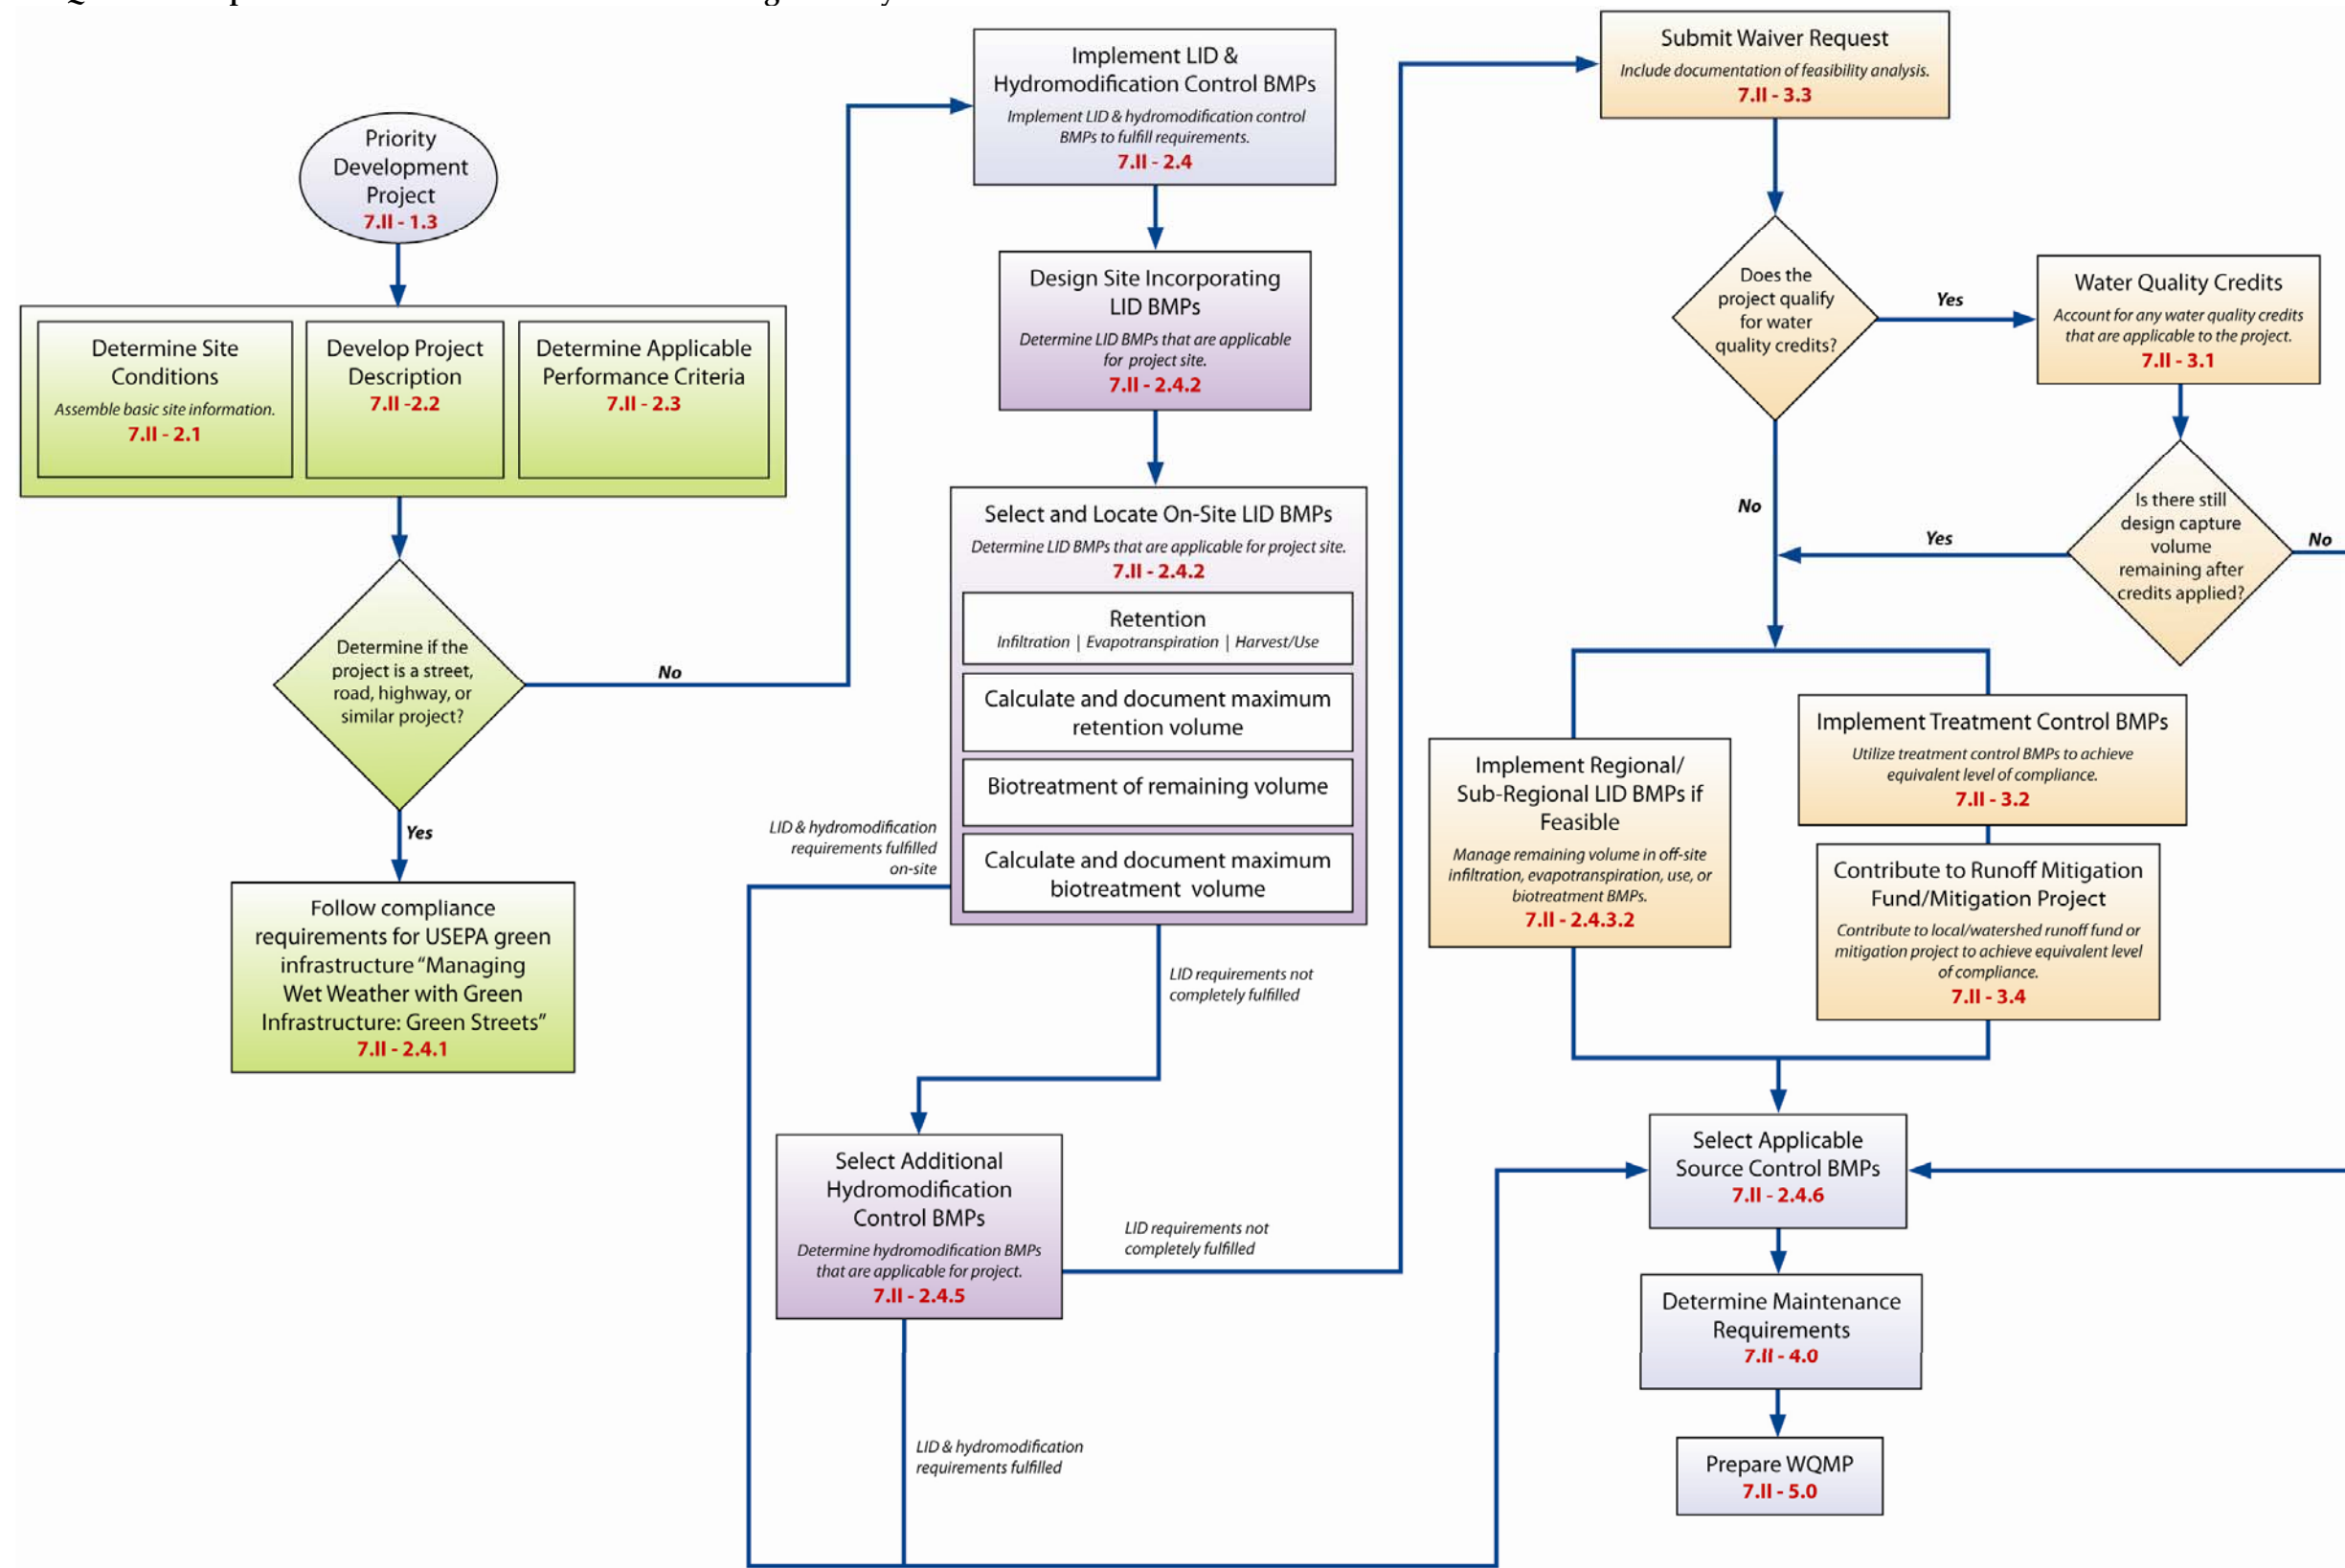 Priority
Development
Project
7.II - 1.3
Determine Site
Conditions
Assemble basic site information.
7.II - 2.1
Develop Project
Description
7.II -2.2
Determine Applicable
Performance Criteria
7.II - 2.3
Determine if the
project is a street,
road, highway, or
similar project?
No
Yes
Follow compliance
requirements for USEPA green
infrastructure “Managing
Wet Weather with Green
Infrastructure: Green Streets”
7.II - 2.4.1
Implement LID &
Hydromodification Control BMPs
Implement LID & hydromodification control
BMPs to fulfill requirements.
7.II - 2.4
Design Site Incorporating
LID BMPs
Determine LID BMPs that are applicable
for project site.
7.II - 2.4.2
Select and Locate On-Site LID BMPs
Determine LID BMPs that are applicable for project site.
7.II - 2.4.2
Retention
Infiltration | Evapotranspiration | Harvest/Use
Calculate and document maximum
retention volume
Biotreatment of remaining volume
Calculate and document maximum
biotreatment volume
LID & hydromodification
requirements fulfilled
on-site
LID requirements not
completely fulfilled
Select Additional
Hydromodification
Control BMPs
Determine hydromodification BMPs
that are applicable for project.
7.II - 2.4.5
LID requirements not
completely fulfilled
LID & hydromodification
requirements fulfilled
Submit Waiver Request
Include documentation of feasibility analysis.
7.II - 3.3
Does the
project qualify
for water
quality credits?
Yes
No
Water Quality Credits
Account for any water quality credits
that are applicable to the project.
7.II - 3.1
Is there still
design capture
volume
remaining after
credits applied?
Yes
No
Implement Regional/
Sub-Regional LID BMPs if
Feasible
Manage remaining volume in off-site
infiltration, evapotranspiration, use, or
biotreatment BMPs.
7.II - 2.4.3.2
Implement Treatment Control BMPs
Utilize treatment control BMPs to achieve
equivalent level of compliance.
7.II - 3.2
Contribute to Runoff Mitigation
Fund/Mitigation Project
Contribute to local/watershed runoff fund or
mitigation project to achieve equivalent level
of compliance.
7.II - 3.4
Select Applicable
Source Control BMPs
7.II - 2.4.6
Determine Maintenance
Requirements
7.II - 4.0
Prepare WQMP
7.II - 5.0